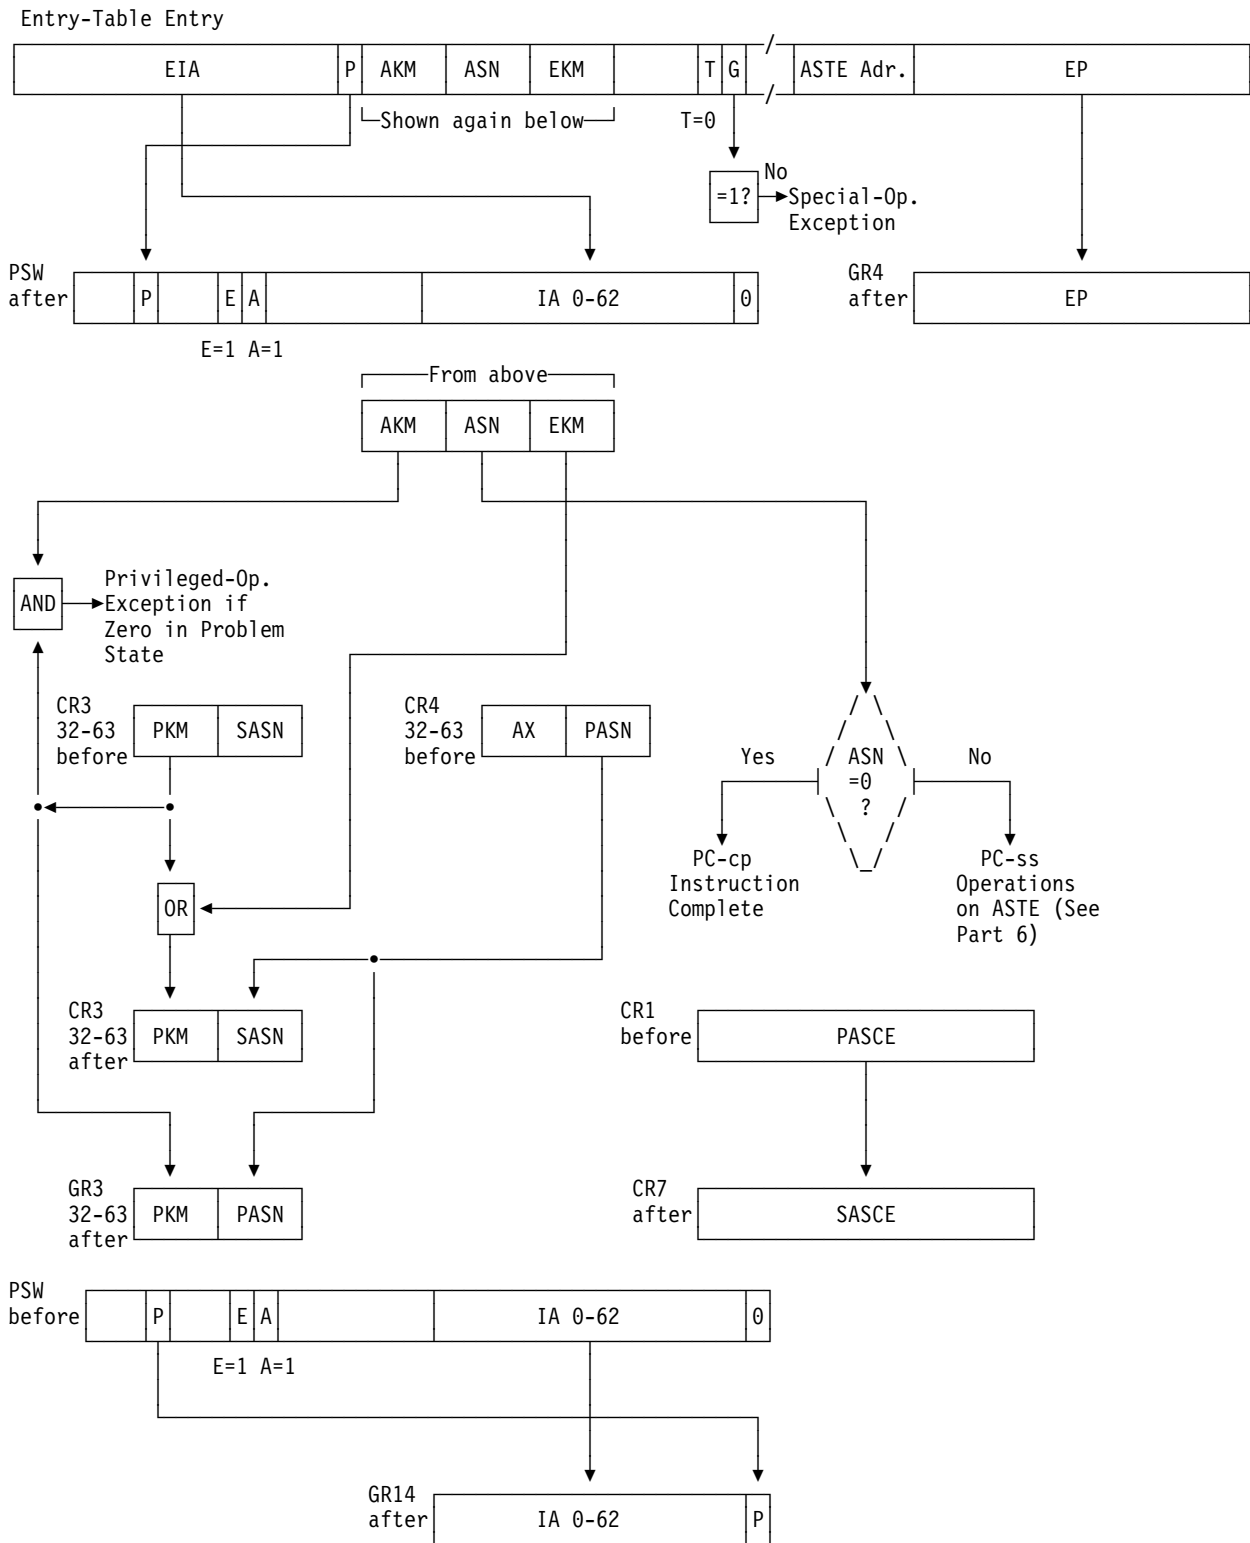 Entry-Table Entry
EIA P AKM ASN EKM T G / ASTE Adr. EP
/
Shown again below T=0
No
=1? Special-Op.
Exception
PSW
after P E A IA 0-62 0
GR4
after EP
E=1 A=1
From above
AKM ASN EKM
AND
Privileged-Op.
Exception if
Zero in Problem
State
CR3
32-63
before PKM SASN
CR4
32-63
before AX PASN
Yes
ASN
=0
?
No
PC-cp
Instruction
Complete
PC-ss
Operations
on ASTE (See
Part 6)
OR
CR3
32-63
after PKM SASN
CR1
before PASCE
GR3
32-63
after PKM PASN
CR7
after SASCE
PSW
before P E A IA 0-62 0
E=1 A=1
GR14
after IA 0-62 P